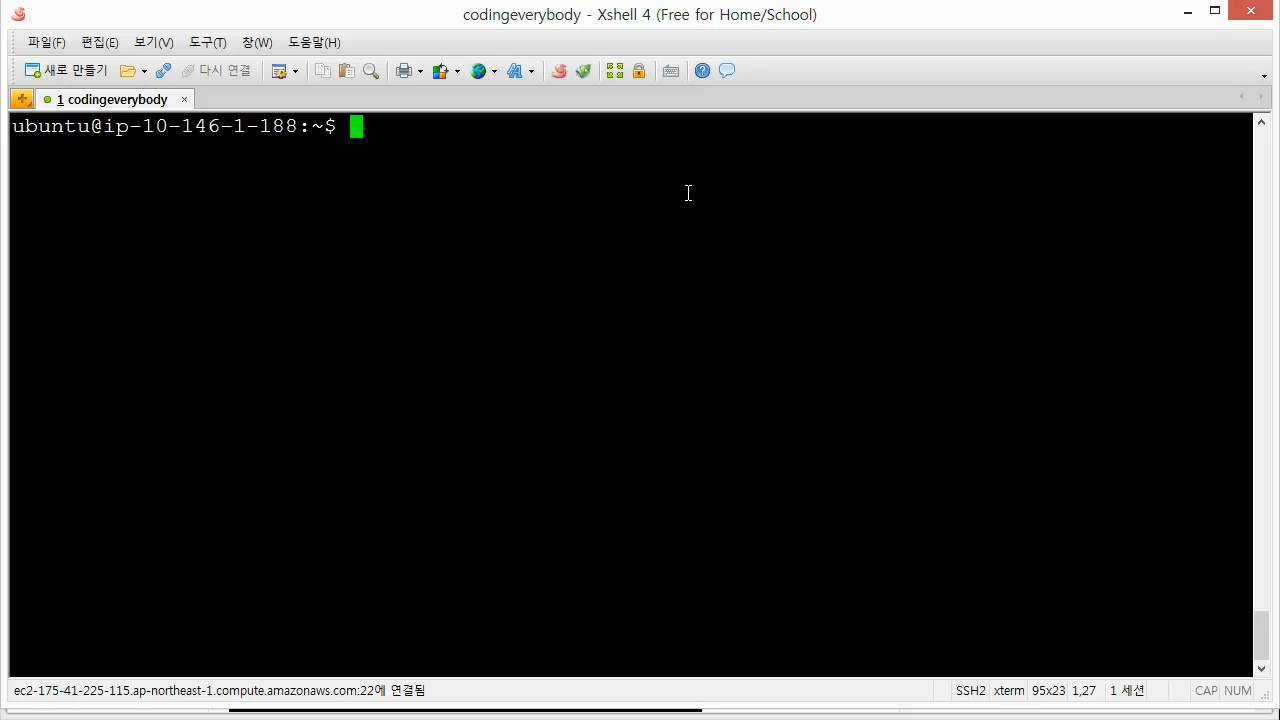 codingeverybody - Xshell 4 (Free for Home/School)
파일(F) 편집(E) 보기(V) 도구(T) 창(W) 도움말(H)
새로 만들기 다시 연결
1 codingeverybody
ubuntu@ip-10-146-1-188:~$
ec2-175-41-225-115.ap-northeast-1.compute.amazonaws.com:22에 연결됨 SSH2 xterm 95x23 1,27 1 세션 CAP NUM